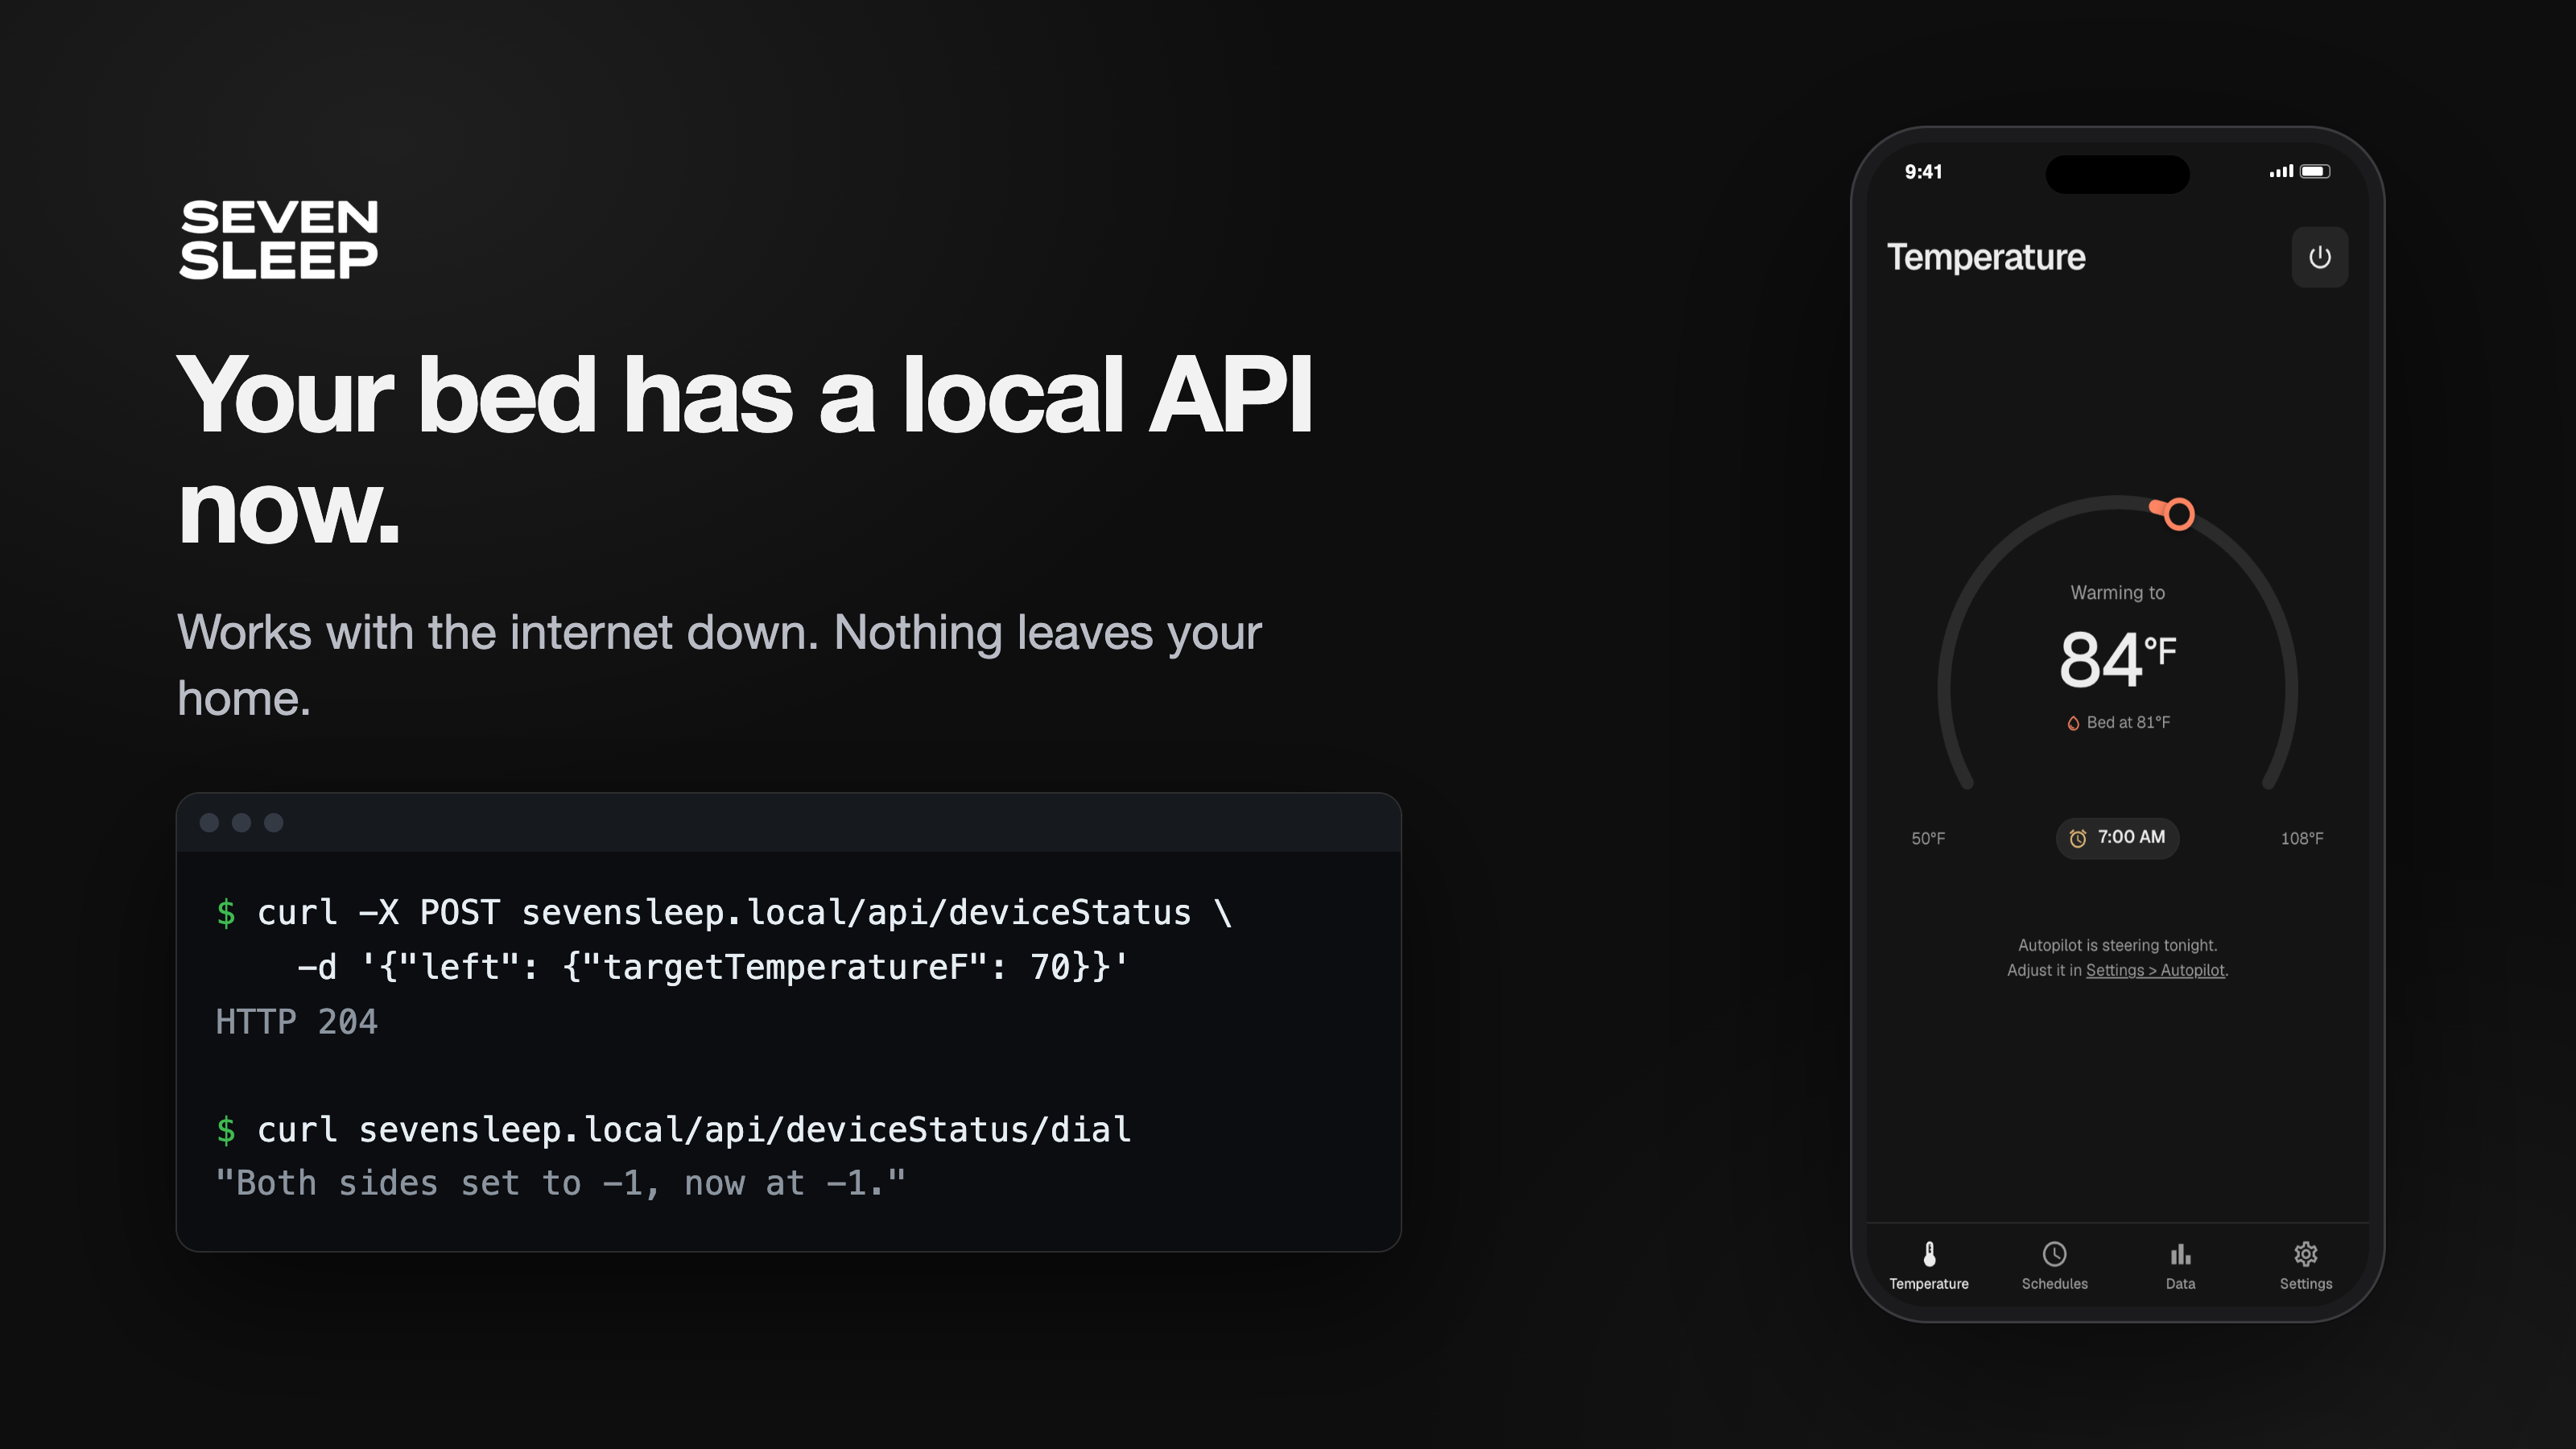 SEVEN
SLEEP
Your bed has a local API
now.
Works with the internet down. Nothing leaves your
home.
$ curl -X POST sevensleep.local/api/deviceStatus \
-d '{"left": {"targetTemperatureF": 70}}'
HTTP 204
$ curl sevensleep.local/api/deviceStatus/dial
"Both sides set to -1, now at -1."
9:41
Temperature
Warming to
84°F
Bed at 81°F
50°F
7:00 AM
108°F
Autopilot is steering tonight.
Adjust it in Settings > Autopilot.
Temperature
Schedules
Data
Settings